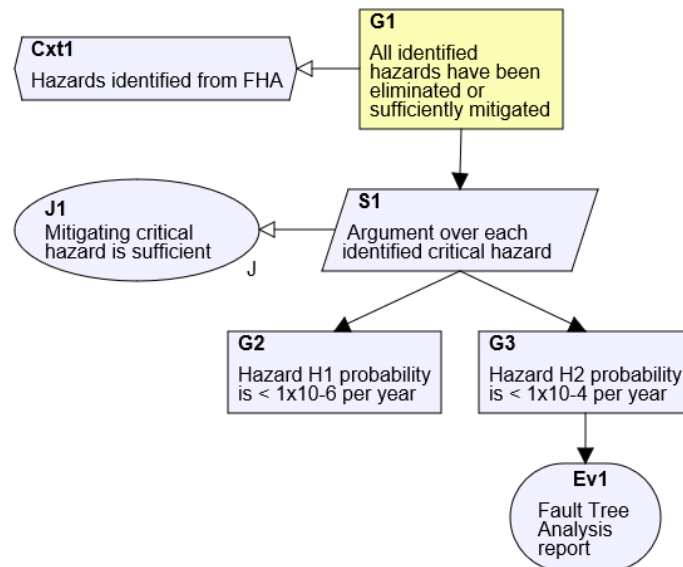 G1
All identified
hazards have been
eliminated or
sufficiently mitigated
Cxt1
Hazards identified from FHA
J1
Mitigating critical
hazard is sufficient
J
S1
Argument over each
identified critical hazard
G2
Hazard H1 probability
is < 1x10-6 per year
G3
Hazard H2 probability
is < 1x10-4 per year
Ev1
Fault Tree
Analysis
report